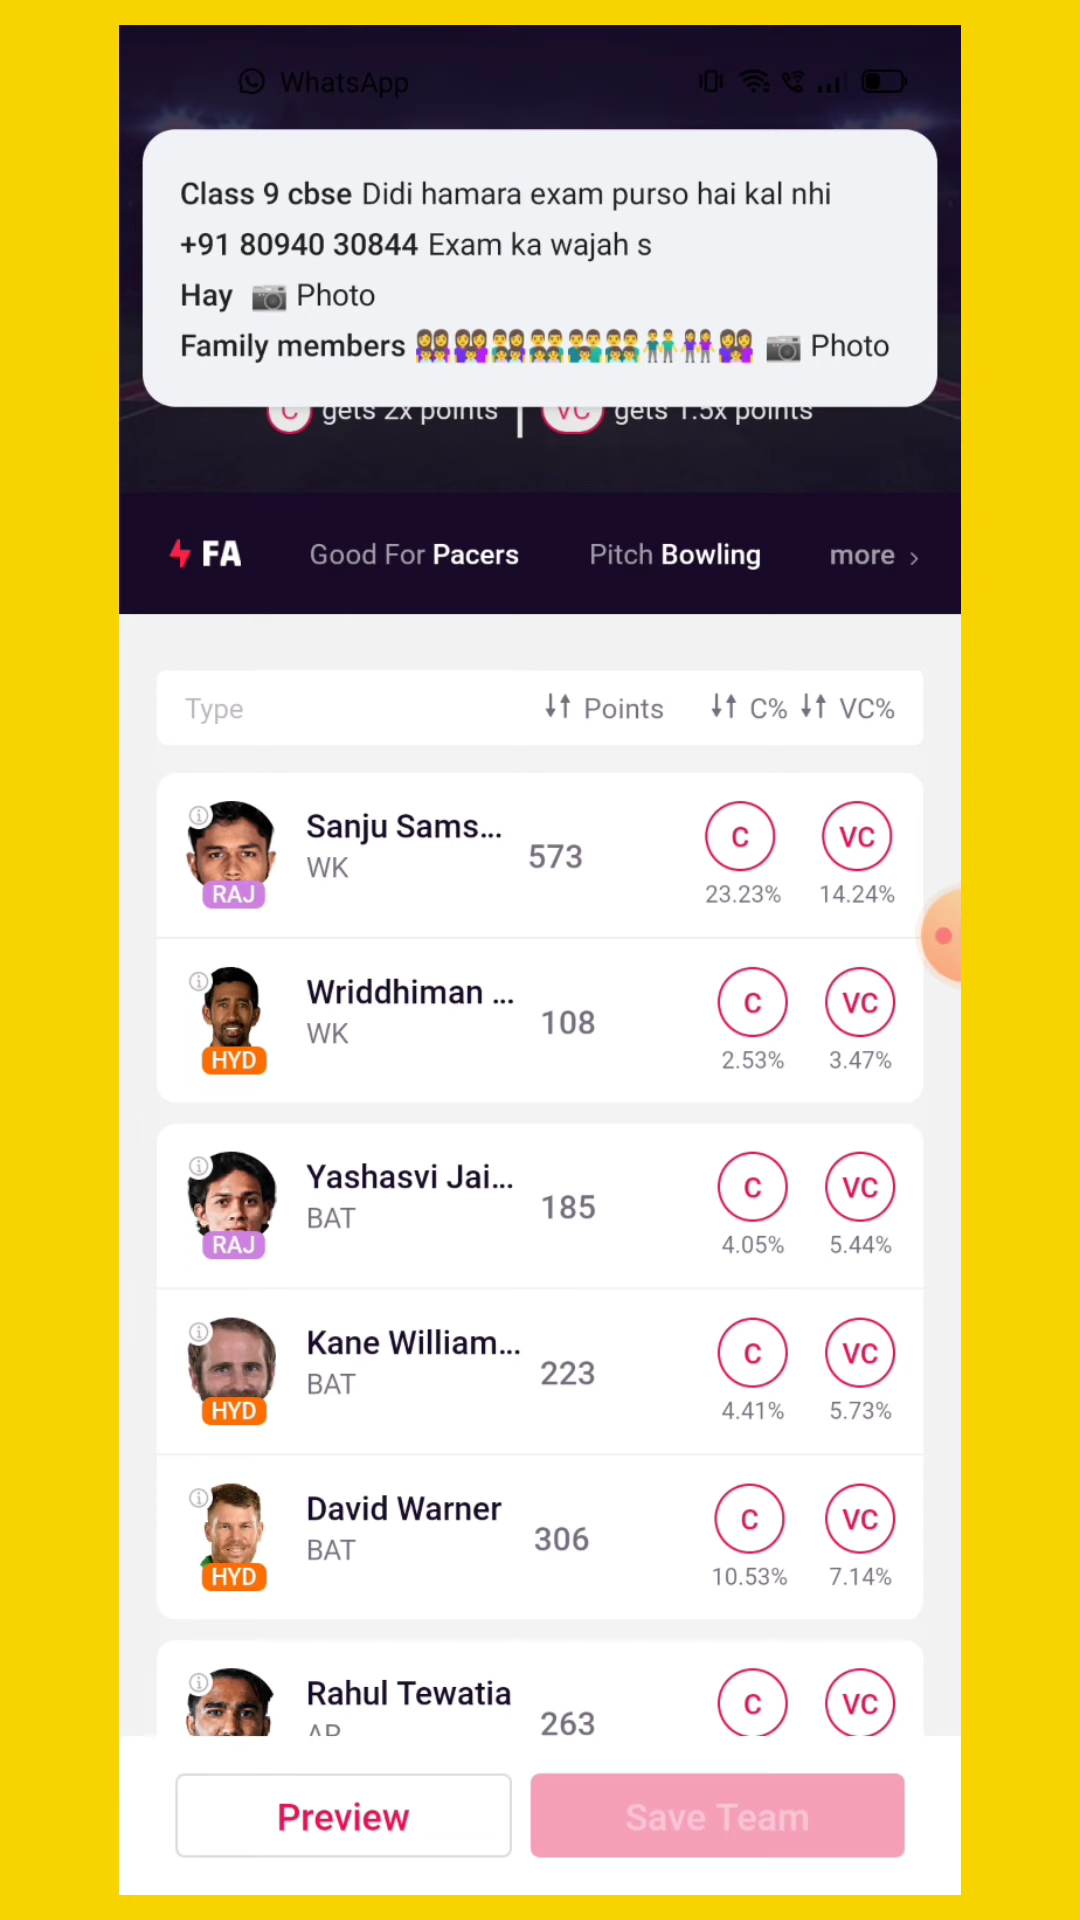 WhatsApp
Class 9 cbse Didi hamara exam purso hai kal nhi
+91 80940 30844 Exam ka wajah s
Hay 📷 Photo
Family members 👩‍👩‍👧‍👦👩‍👩‍👦👨‍👩‍👧‍👦👨‍👨‍👧‍👧👨‍👨‍👦👨‍👨‍👦‍👦👬👭👩‍👩‍👦 📷 Photo
C gets 2x points | VC gets 1.5x points
FA Good For Pacers Pitch Bowling more >
Type Points C% VC%
Sanju Sams... 573 C VC
WK 23.23% 14.24%
RAJ
Wriddhiman ... 108 C VC
WK 2.53% 3.47%
HYD
Yashasvi Jai... 185 C VC
BAT 4.05% 5.44%
RAJ
Kane William... 223 C VC
BAT 4.41% 5.73%
HYD
David Warner 306 C VC
BAT 10.53% 7.14%
HYD
Rahul Tewatia 263 C VC
AR
Preview Save Team